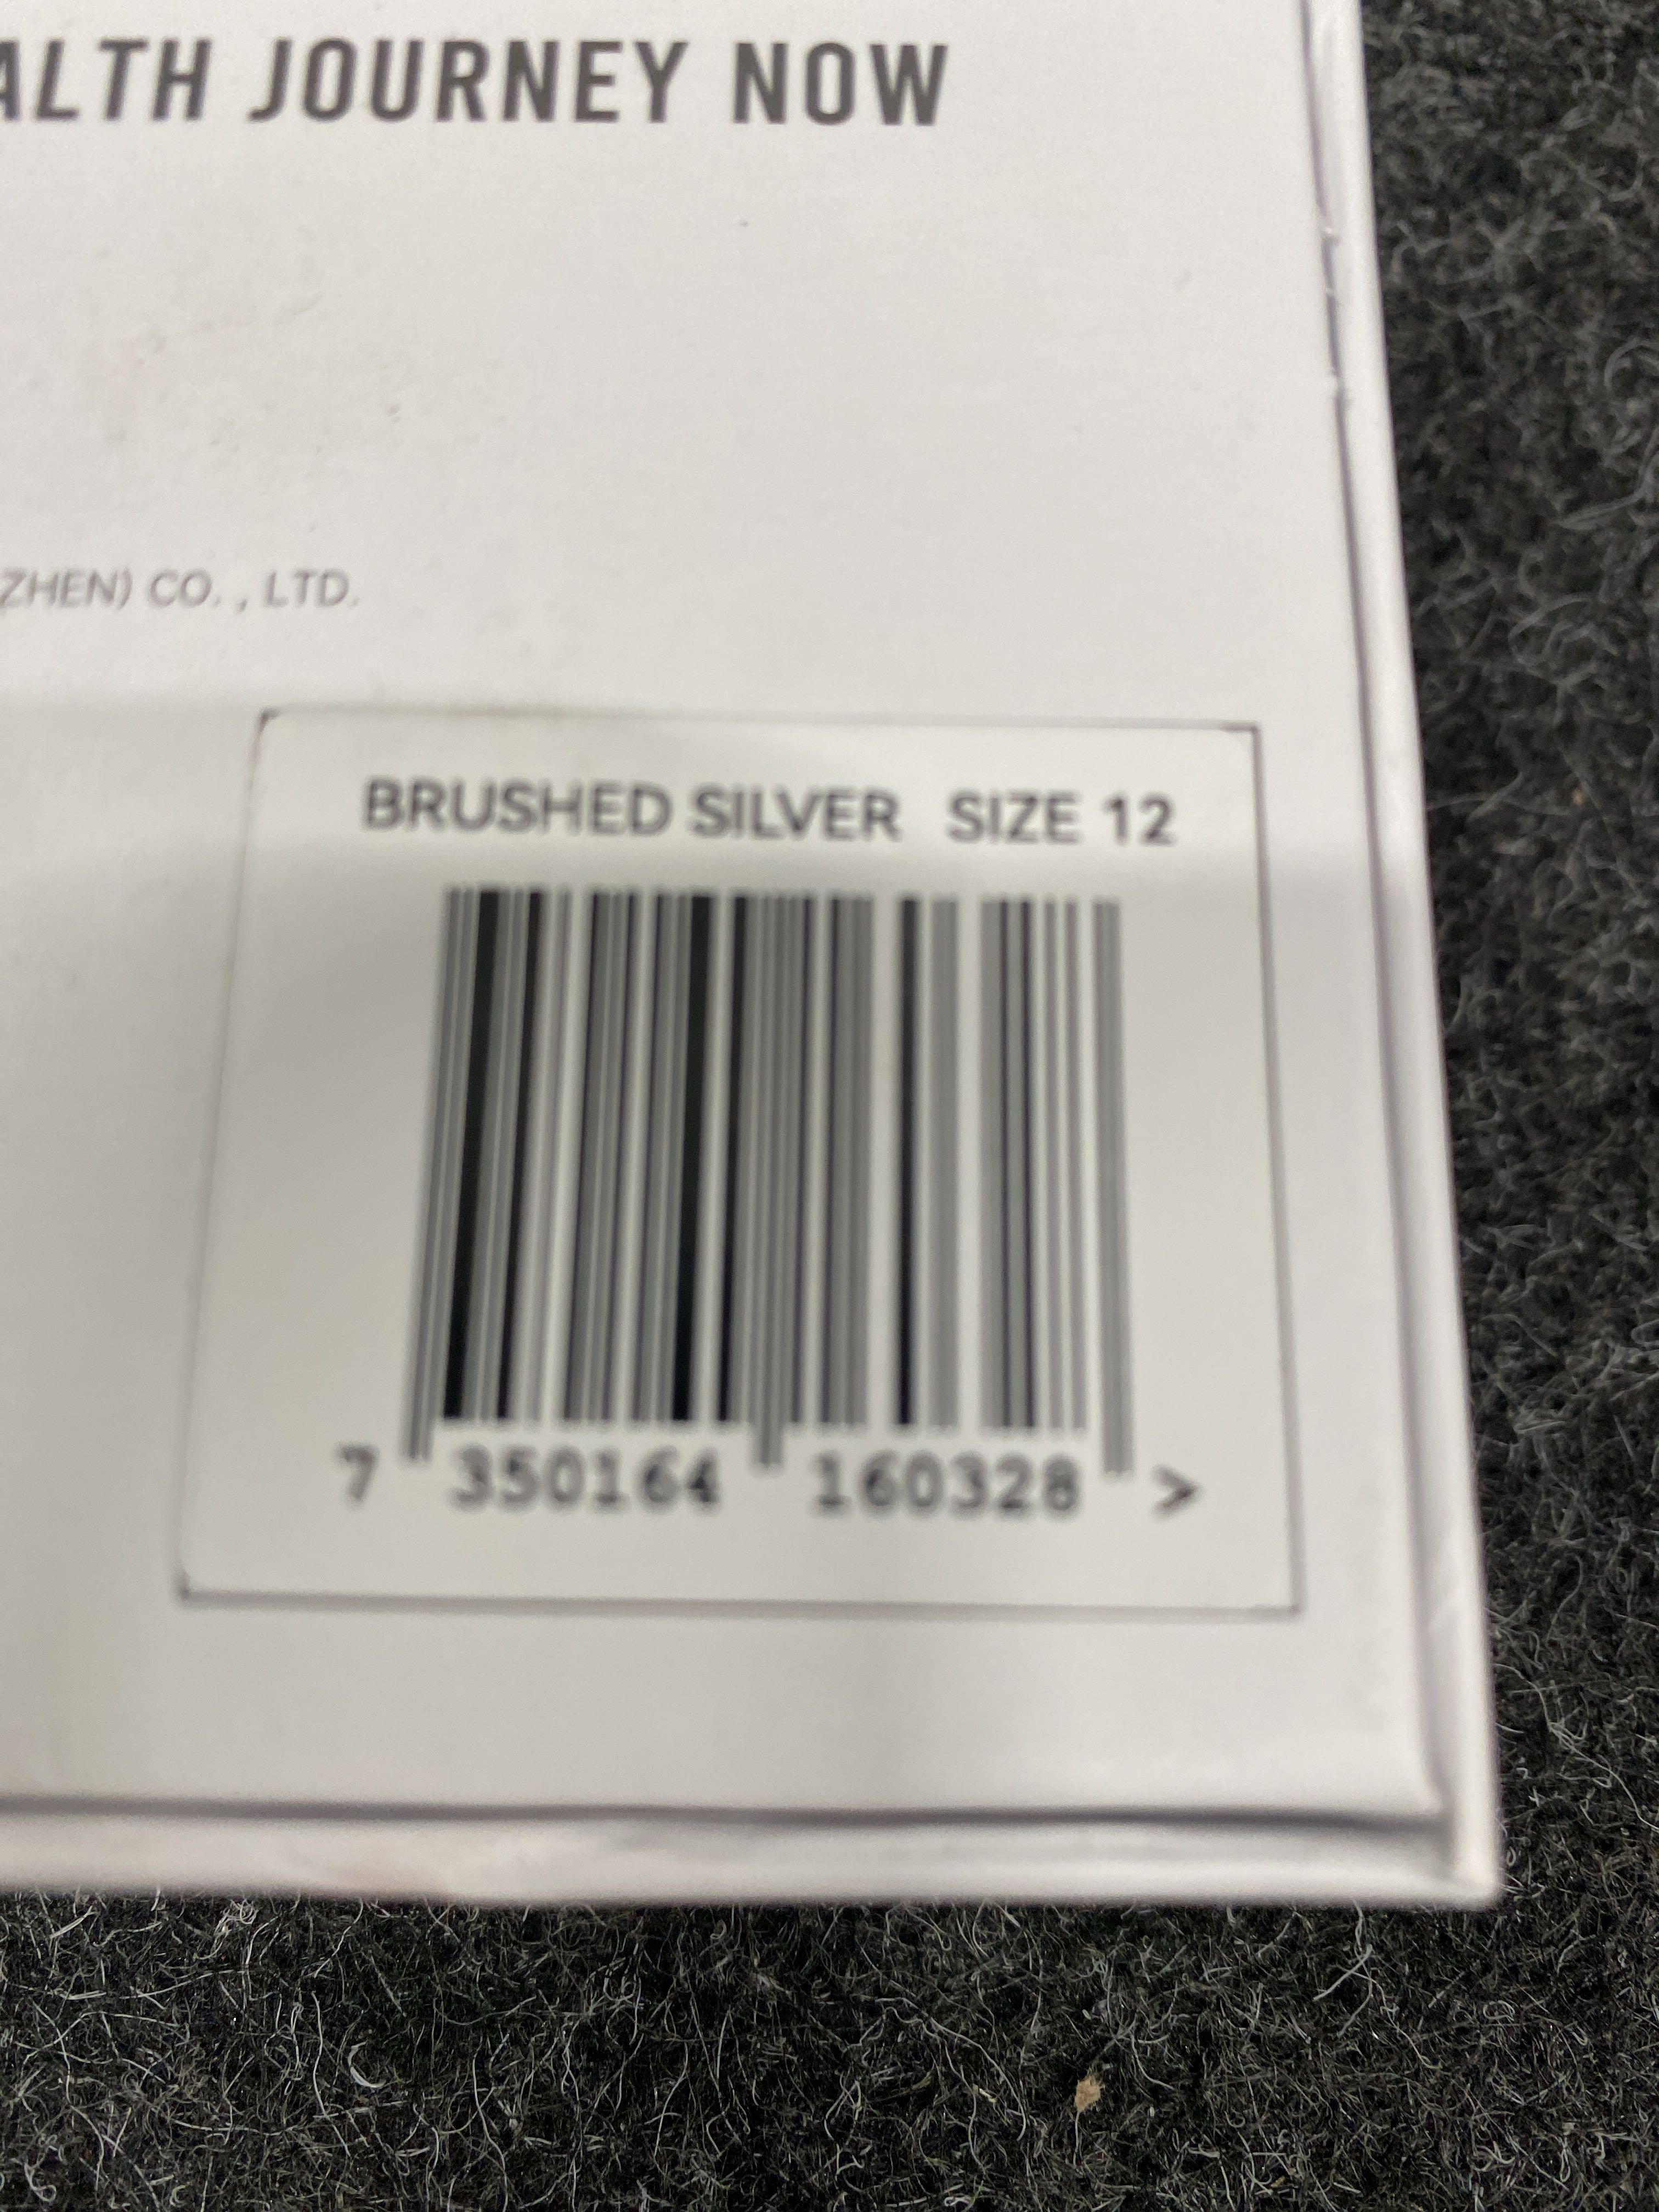 ALTH JOURNEY NOW
ZHEN) CO. , LTD.
BRUSHED SILVER SIZE 12
7 350164 160328 >